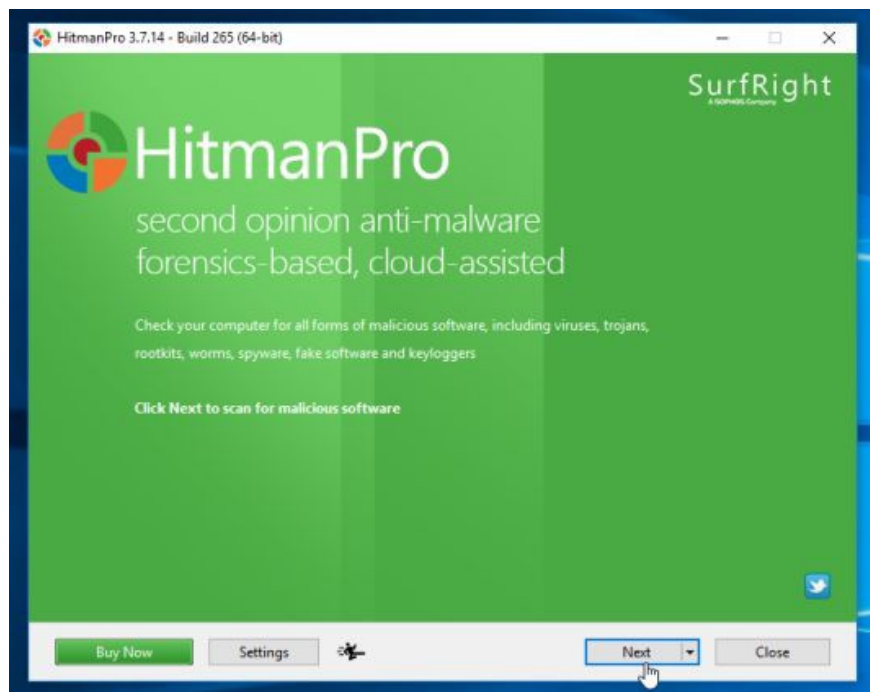 HitmanPro 3.7.14 - Build 265 (64-bit)
SurfRight
A SOPHOS Company
HitmanPro
second opinion anti-malware
forensics-based, cloud-assisted
Check your computer for all forms of malicious software, including viruses, trojans,
rootkits, worms, spyware, fake software and keyloggers
Click Next to scan for malicious software
Buy Now
Settings
Next
Close